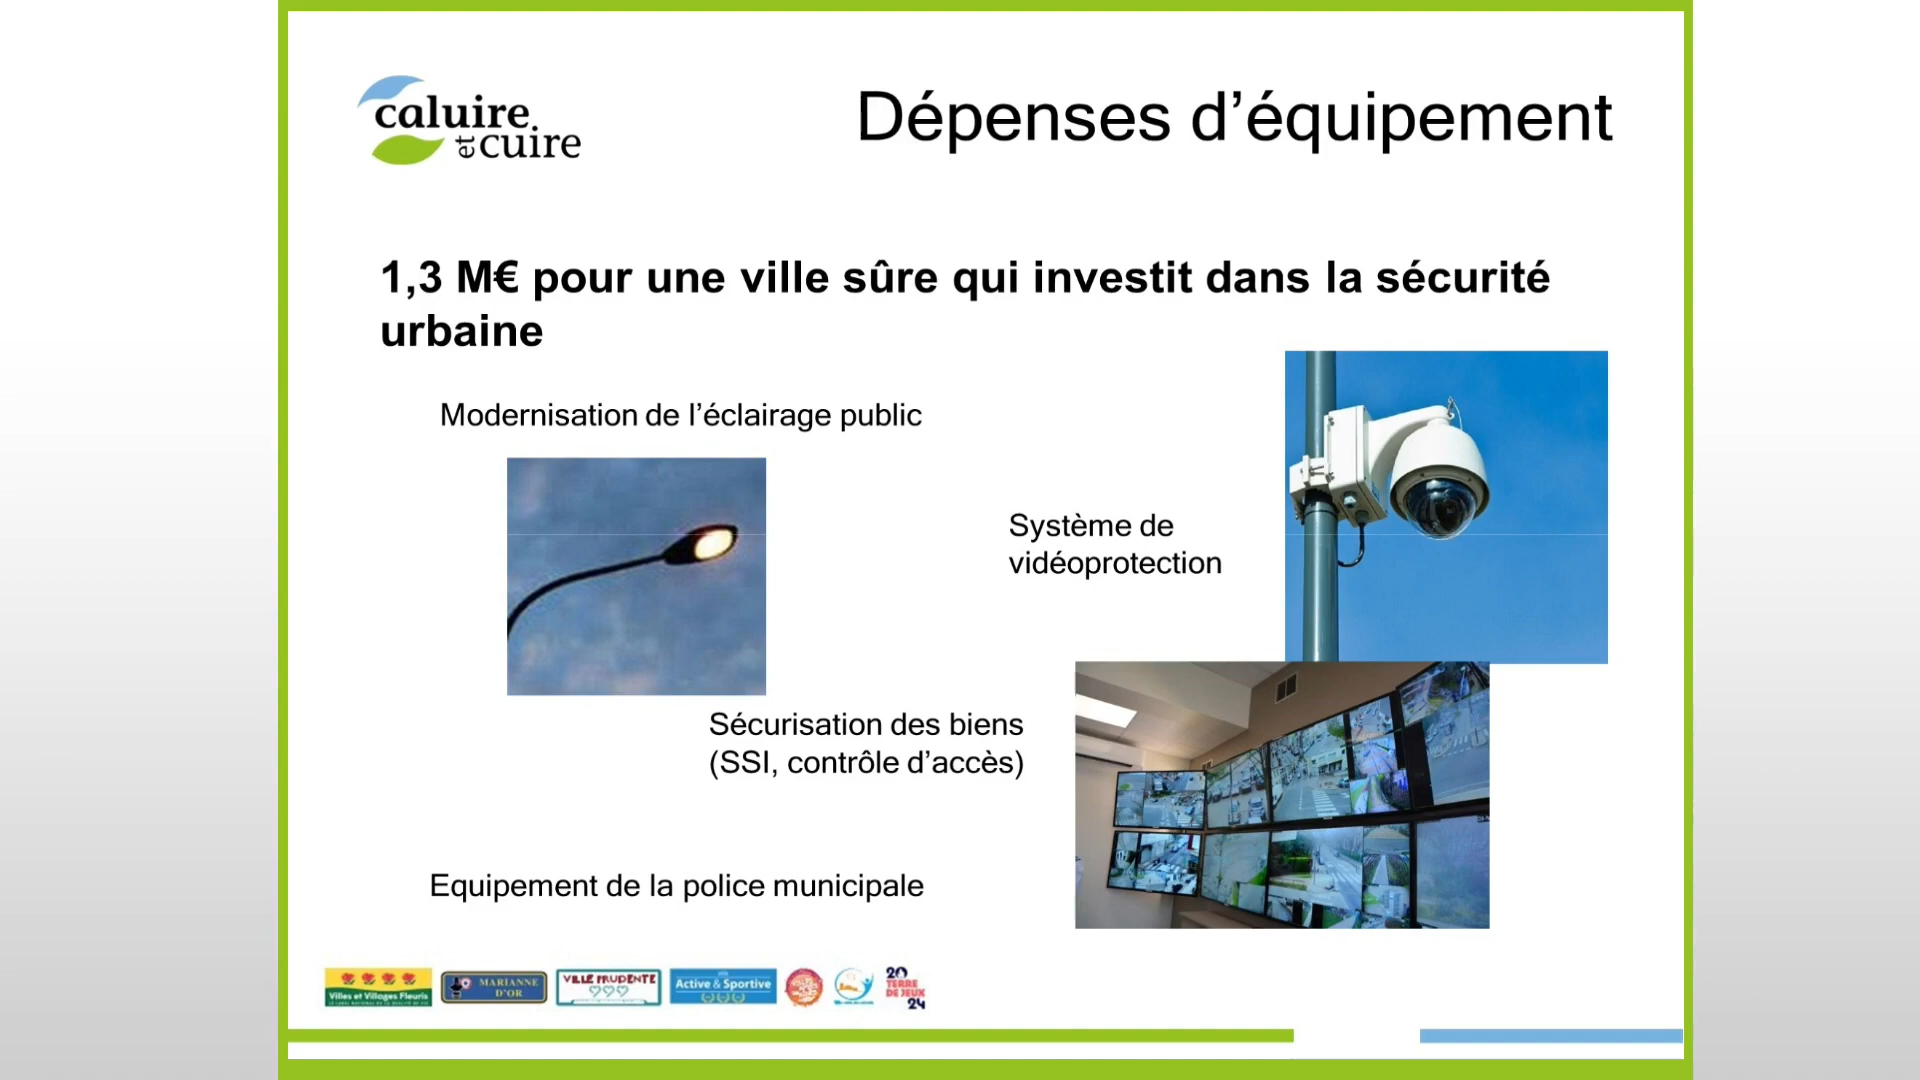 caluire
et cuire
Dépenses d’équipement
1,3 M€ pour une ville sûre qui investit dans la sécurité
urbaine
Modernisation de l’éclairage public
Système de
vidéoprotection
Sécurisation des biens
(SSI, contrôle d’accès)
Equipement de la police municipale
Villes et Villages Fleuris
MARIANNE
D'OR
VILLE PRUDENTE
Active & Sportive
20
TERRE
DE JEUX
24